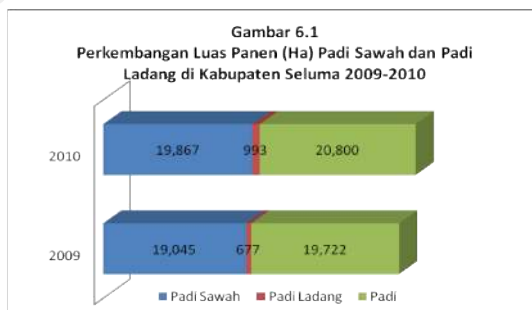 Gambar 6.1
Perkembangan Luas Panen (Ha) Padi Sawah dan Padi
Ladang di Kabupaten Seluma 2009-2010
2010
19,867
993
20,800
2009
19,045
677
19,722
Padi Sawah
Padi Ladang
Padi